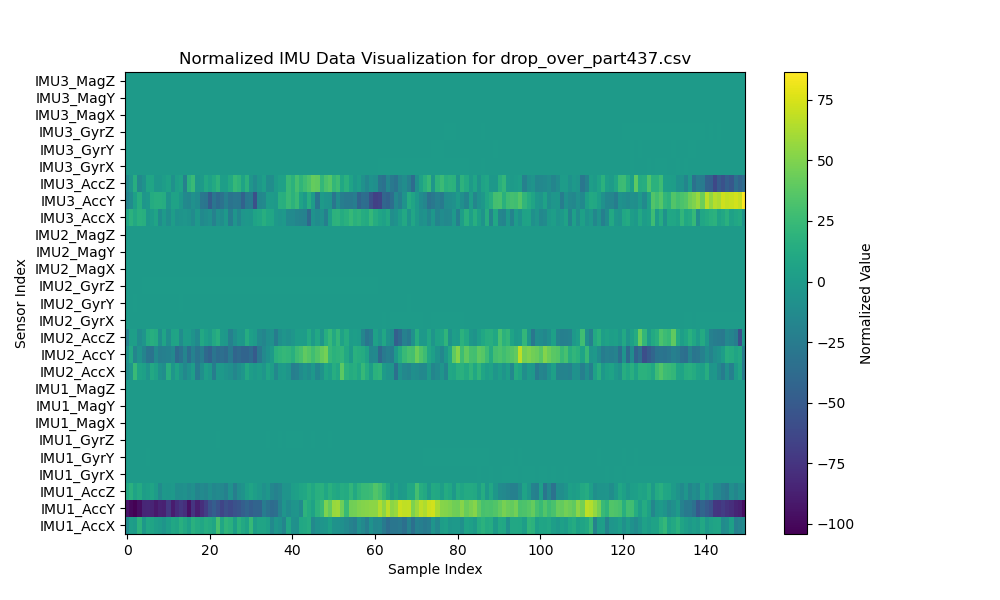 Normalized IMU Data Visualization for drop_over_part437.csv
IMU3_MagZ
IMU3_MagY
IMU3_MagX
IMU3_GyrZ
IMU3_GyrY
IMU3_GyrX
IMU3_AccZ
IMU3_AccY
IMU3_AccX
IMU2_MagZ
IMU2_MagY
IMU2_MagX
IMU2_GyrZ
IMU2_GyrY
IMU2_GyrX
IMU2_AccZ
IMU2_AccY
IMU2_AccX
IMU1_MagZ
IMU1_MagY
IMU1_MagX
IMU1_GyrZ
IMU1_GyrY
IMU1_GyrX
IMU1_AccZ
IMU1_AccY
IMU1_AccX
Sensor Index
0 20 40 60 80 100 120 140
Sample Index
75
50
25
0
−25
−50
−75
−100
Normalized Value